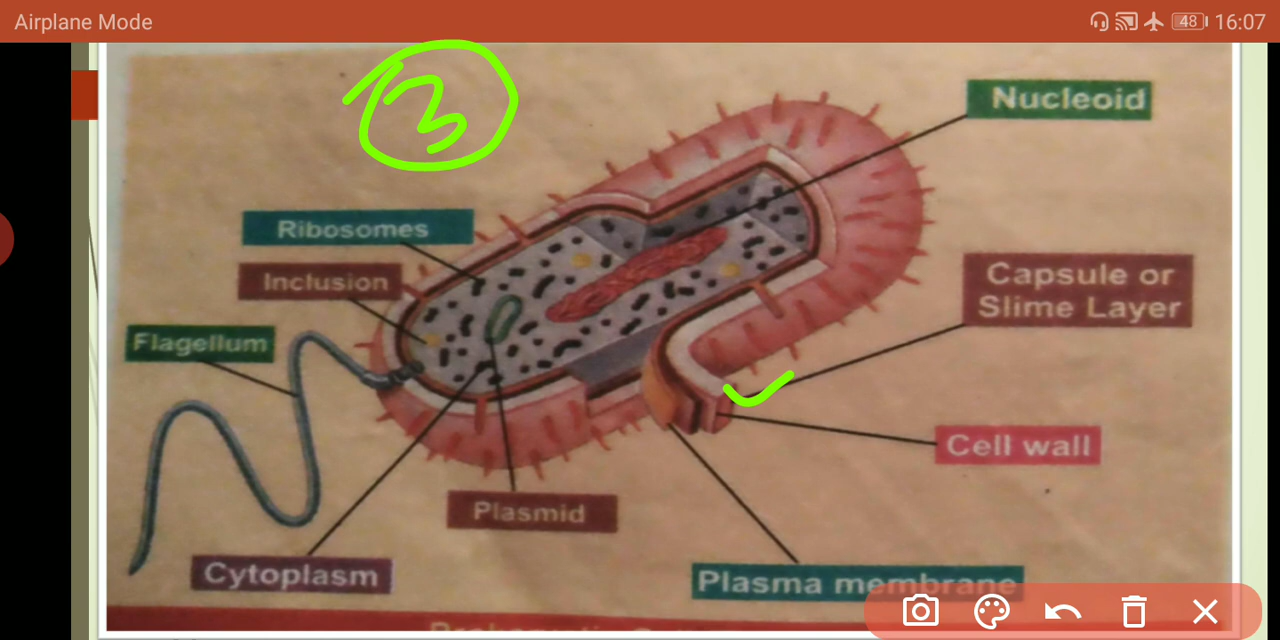 Airplane Mode
48 16:07
3
Nucleoid
Ribosomes
Inclusion
Capsule or
Slime Layer
Flagellum
Cell wall
Plasmid
Cytoplasm
Plasma membrane